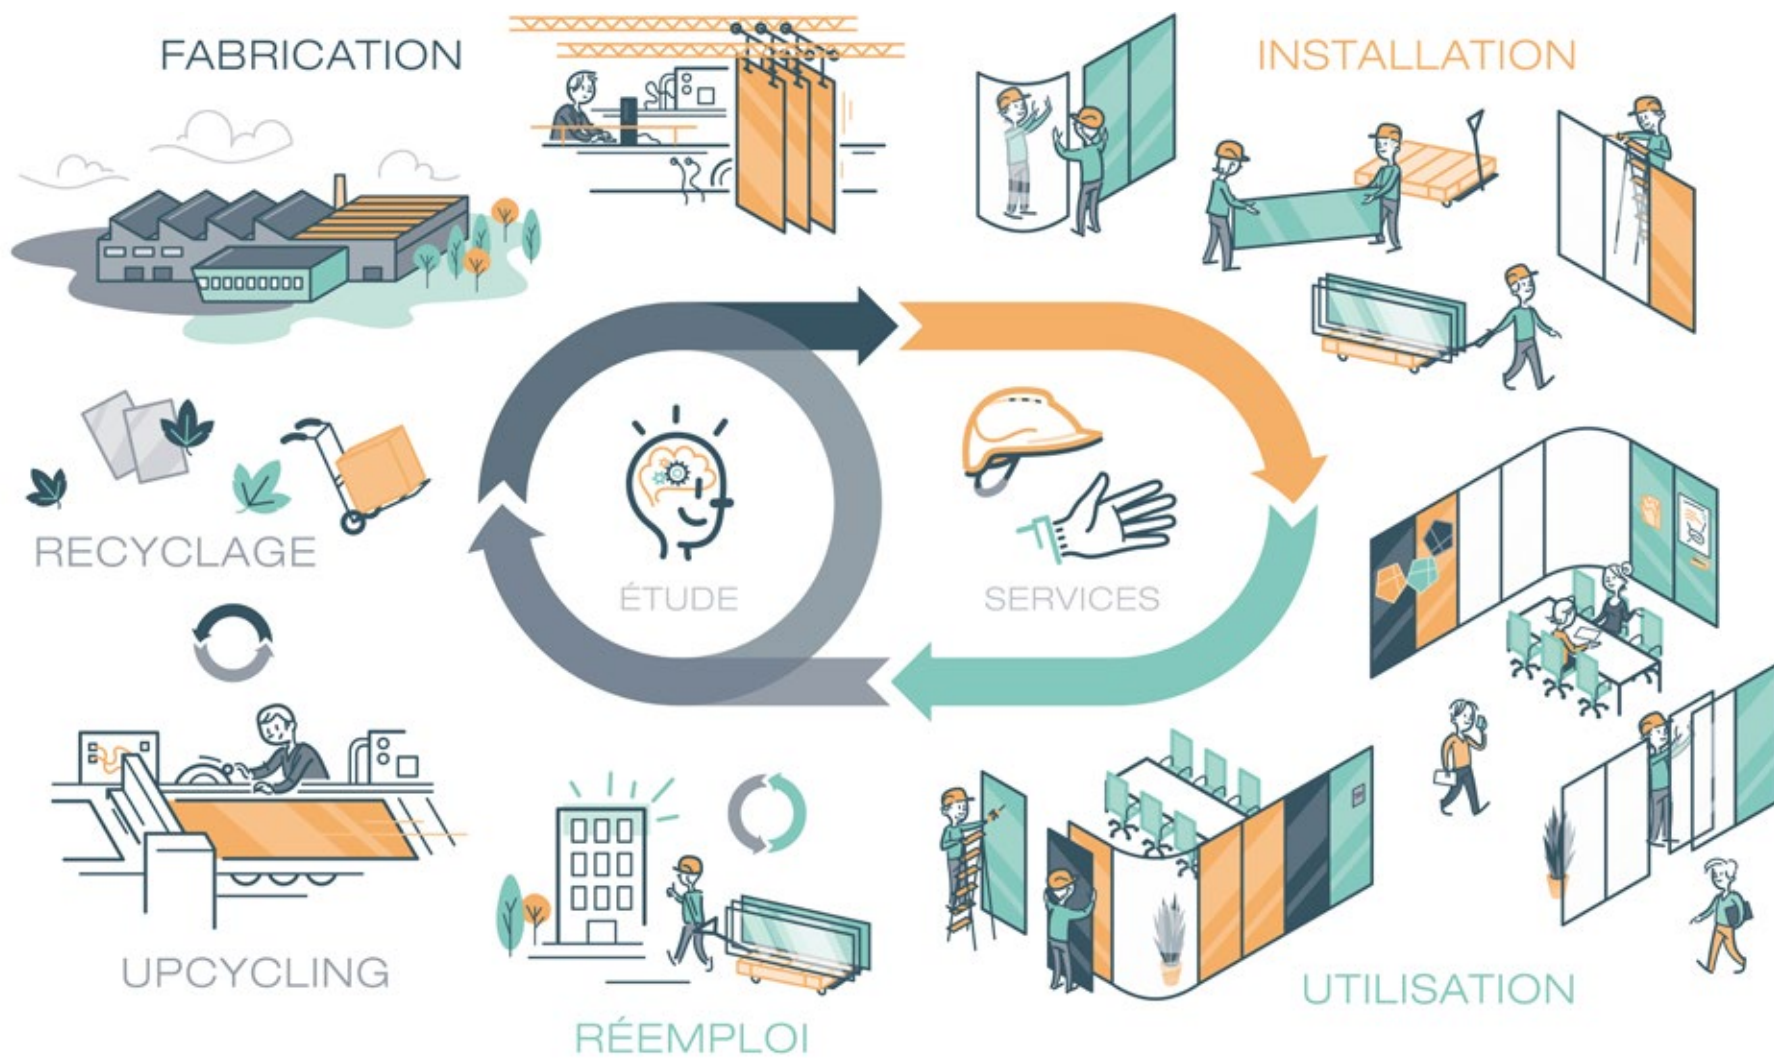 FABRICATION
INSTALLATION
RECYCLAGE
ÉTUDE
SERVICES
UPCYCLING
RÉEMPLOI
UTILISATION